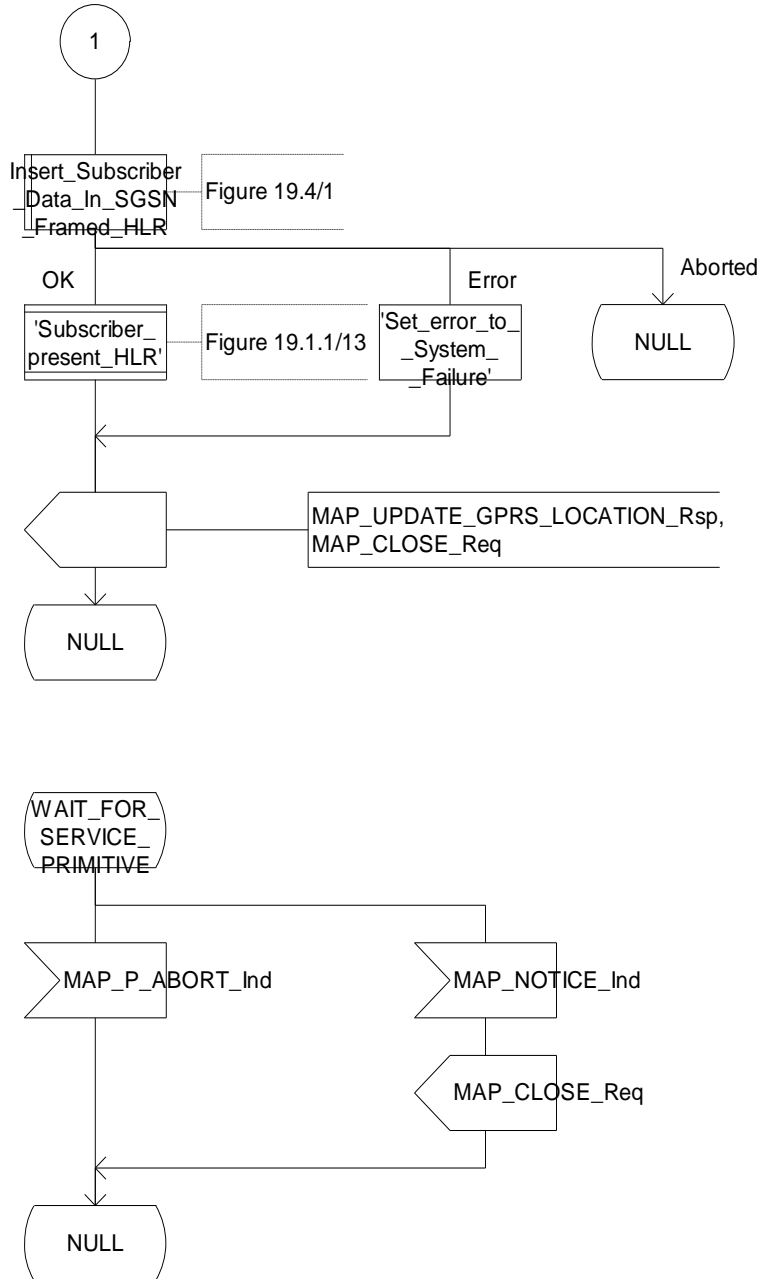 1
Insert_Subscriber
_Data_In_SGSN
_Framed_HLR
Figure 19.4/1
OK
Error
Aborted
'Subscriber_
present_HLR'
Figure 19.1.1/13
'Set_error_to_
_System_
_Failure'
NULL
MAP_UPDATE_GPRS_LOCATION_Rsp,
MAP_CLOSE_Req
NULL
WAIT_FOR_
SERVICE_
PRIMITIVE
MAP_P_ABORT_Ind
MAP_NOTICE_Ind
MAP_CLOSE_Req
NULL